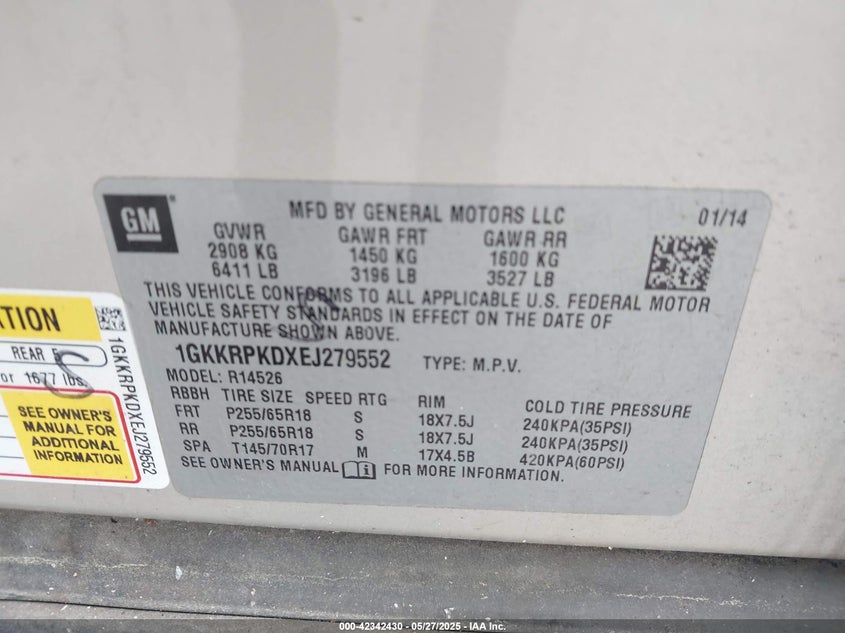 GM
MFD BY GENERAL MOTORS LLC 01/14
GVWR GAWR FRT GAWR RR
2908 KG 1450 KG 1600 KG
6411 LB 3196 LB 3527 LB
THIS VEHICLE CONFORMS TO ALL APPLICABLE U.S. FEDERAL MOTOR
VEHICLE SAFETY STANDARDS IN EFFECT ON THE DATE OF
MANUFACTURE SHOWN ABOVE.
1GKKRPKDXEJ279552 TYPE: M.P.V.
MODEL: R14526
RBBH TIRE SIZE SPEED RTG RIM COLD TIRE PRESSURE
FRT P255/65R18 S 18X7.5J 240KPA(35PSI)
RR P255/65R18 S 18X7.5J 240KPA(35PSI)
SPA T145/70R17 M 17X4.5B 420KPA(60PSI)
SEE OWNER'S MANUAL FOR MORE INFORMATION.
REAR
or 1677 lbs.
SEE OWNER'S
MANUAL FOR
ADDITIONAL
INFORMATION
1GKKRPKDXEJ279552
000-42342430 - 05/27/2025 - IAA Inc.